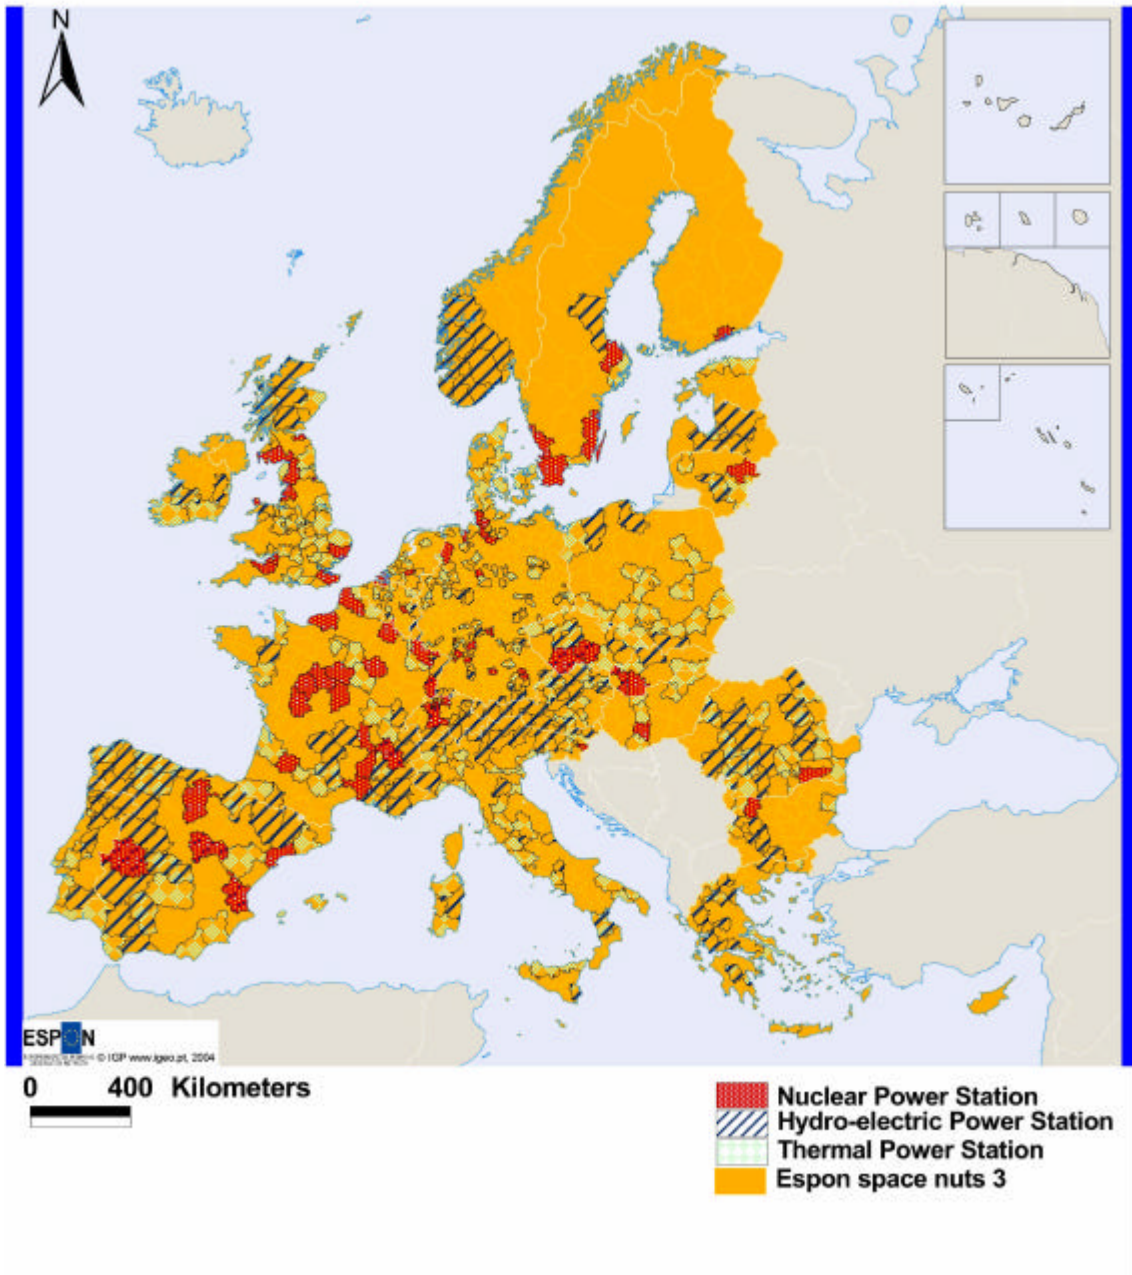 N
ESPON
© IGP www.igeo.pt, 2004
0 400 Kilometers
Nuclear Power Station
Hydro-electric Power Station
Thermal Power Station
Espon space nuts 3